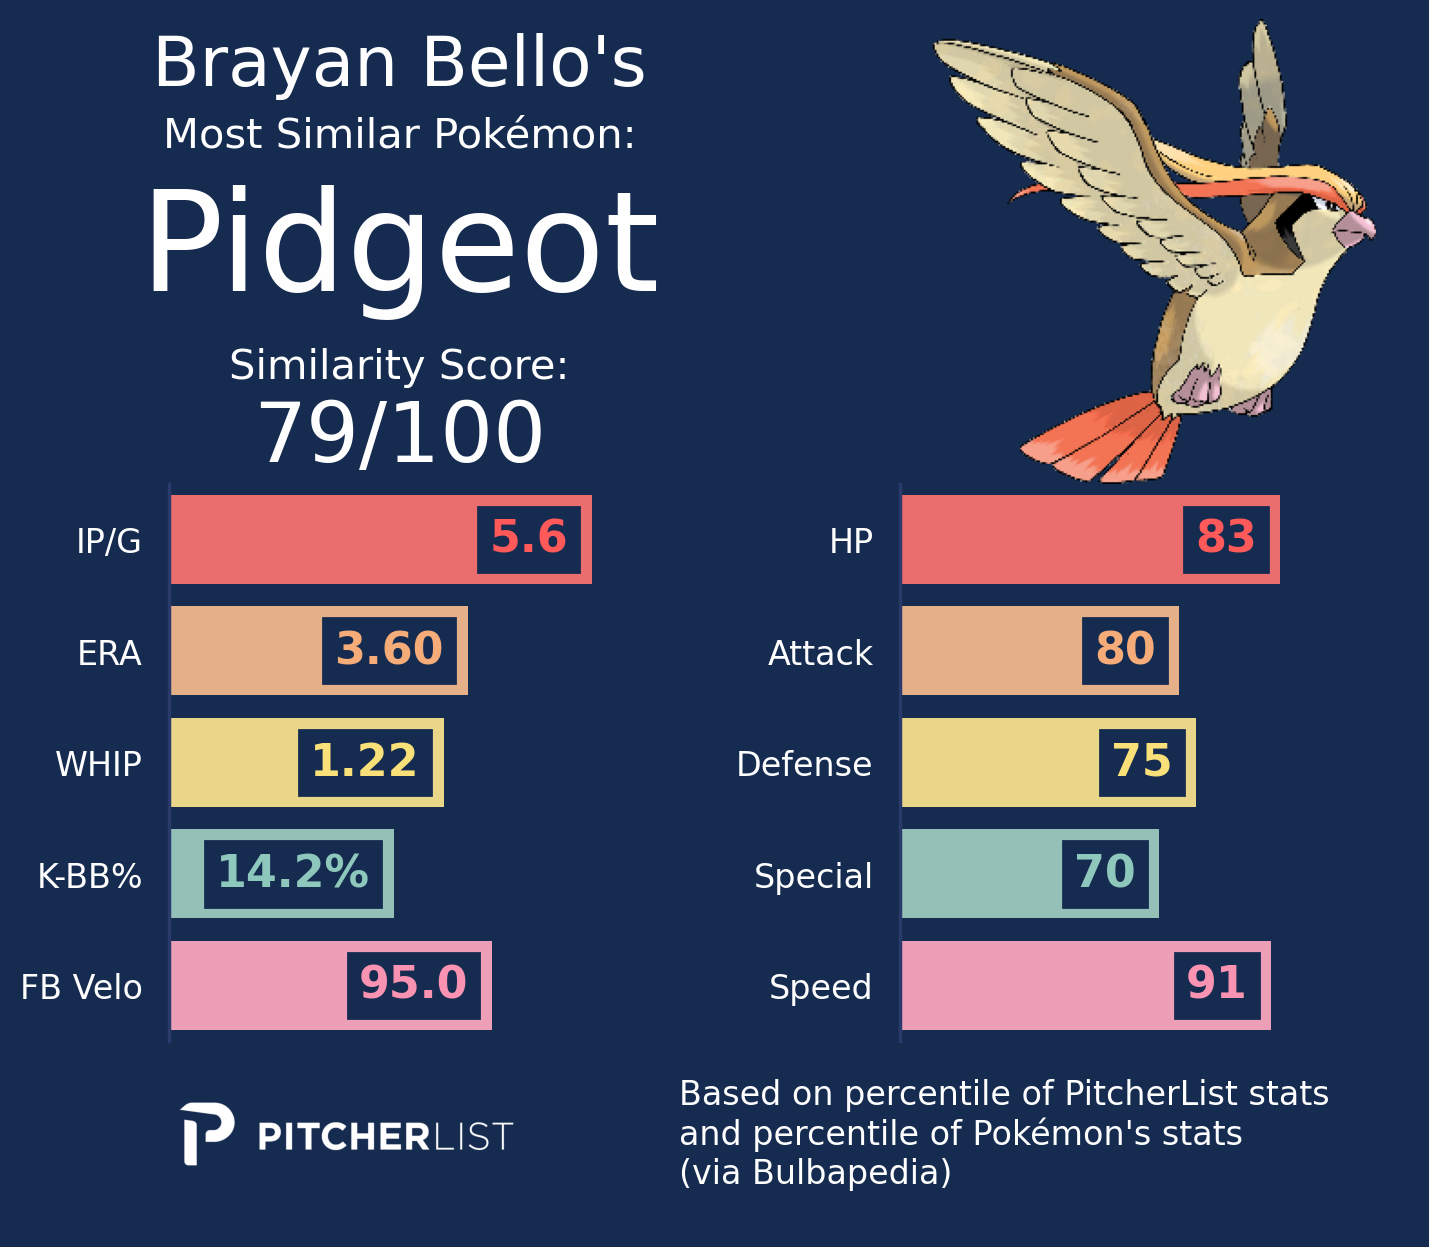 Brayan Bello's
Most Similar Pokémon:
Pidgeot
Similarity Score:
79/100
IP/G 5.6
ERA 3.60
WHIP 1.22
K-BB% 14.2%
FB Velo 95.0
HP 83
Attack 80
Defense 75
Special 70
Speed 91
PITCHERLIST
Based on percentile of PitcherList stats
and percentile of Pokémon's stats
(via Bulbapedia)